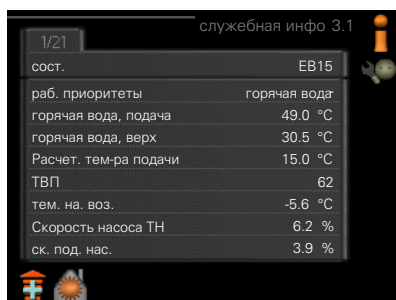 служебная инфо 3.1
1/21
сост. EB15
раб. приоритеты горячая вода
горячая вода, подача 49.0 °C
горячая вода, верх 30.5 °C
Расчет. тем-ра подачи 15.0 °C
ТВП 62
тем. на. воз. -5.6 °C
Скорость насоса ТН 6.2 %
ск. под. нас. 3.9 %